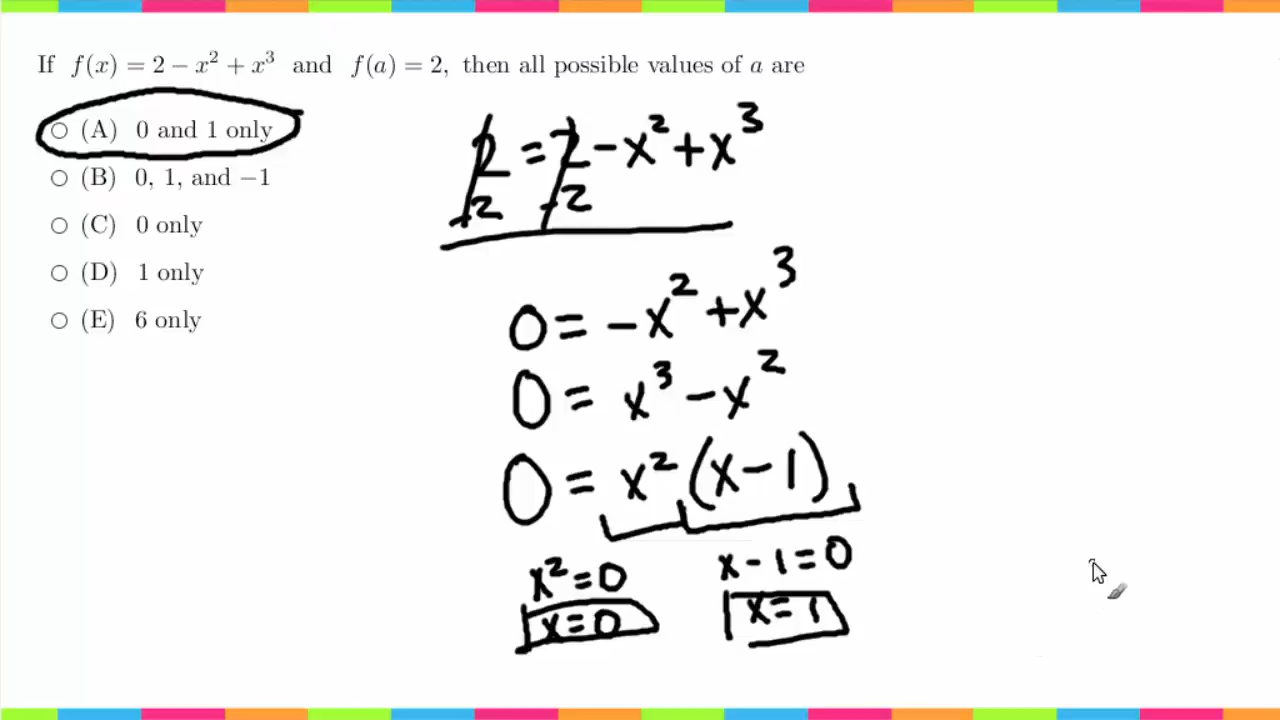 If f(x) = 2 − x² + x³ and f(a) = 2, then all possible values of a are
(A) 0 and 1 only
(B) 0, 1, and −1
(C) 0 only
(D) 1 only
(E) 6 only
2 = 2 − x² + x³
-2 -2
0 = −x² + x³
0 = x³ − x²
0 = x² (x − 1)
x² = 0 x − 1 = 0
x = 0 x = 1